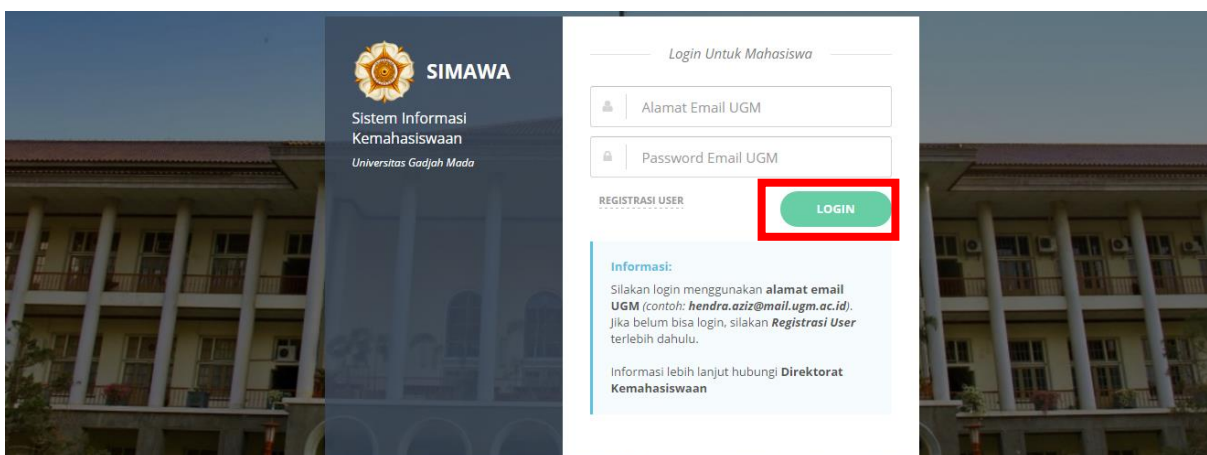 SIMAWA
Sistem Informasi
Kemahasiswaan
Universitas Gadjah Mada
Login Untuk Mahasiswa
Alamat Email UGM
Password Email UGM
REGISTRASI USER
LOGIN
Informasi:
Silakan login menggunakan alamat email
UGM (contoh: hendra.aziz@mail.ugm.ac.id).
Jika belum bisa login, silakan Registrasi User
terlebih dahulu.
Informasi lebih lanjut hubungi Direktorat
Kemahasiswaan